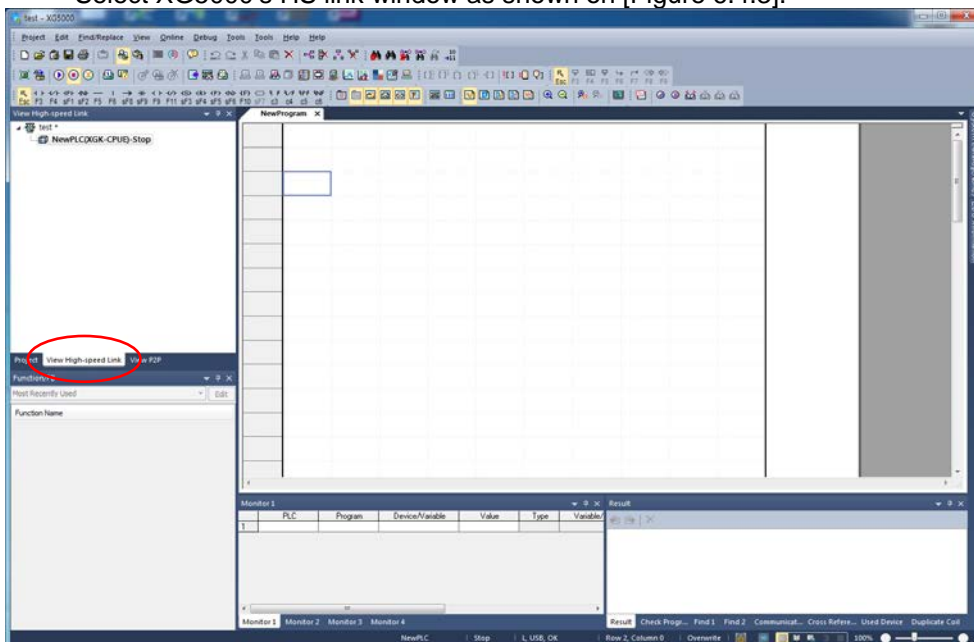 Select XG5000's HS link window as shown on [Figure 5.4.3].
test - XG5000
Project Edit Find/Replace View Online Debug Tools Tools Help Help
View High-speed Link
NewProgram
test *
NewPLC(XGK-CPUE)-Stop
Project View High-speed Link View P2P
Most Recently Used Edit
Function Name
Monitor 1
PLC Program Device/Variable Value Type Variable/
1
Monitor 1 Monitor 2 Monitor 3 Monitor 4
Result
Result Check Progr... Find 1 Find 2 Communicat... Cross Refere... Used Device Duplicate Coil
NewPLC Stop L, USB, OK Row 2, Column 0 Overwrite 100%